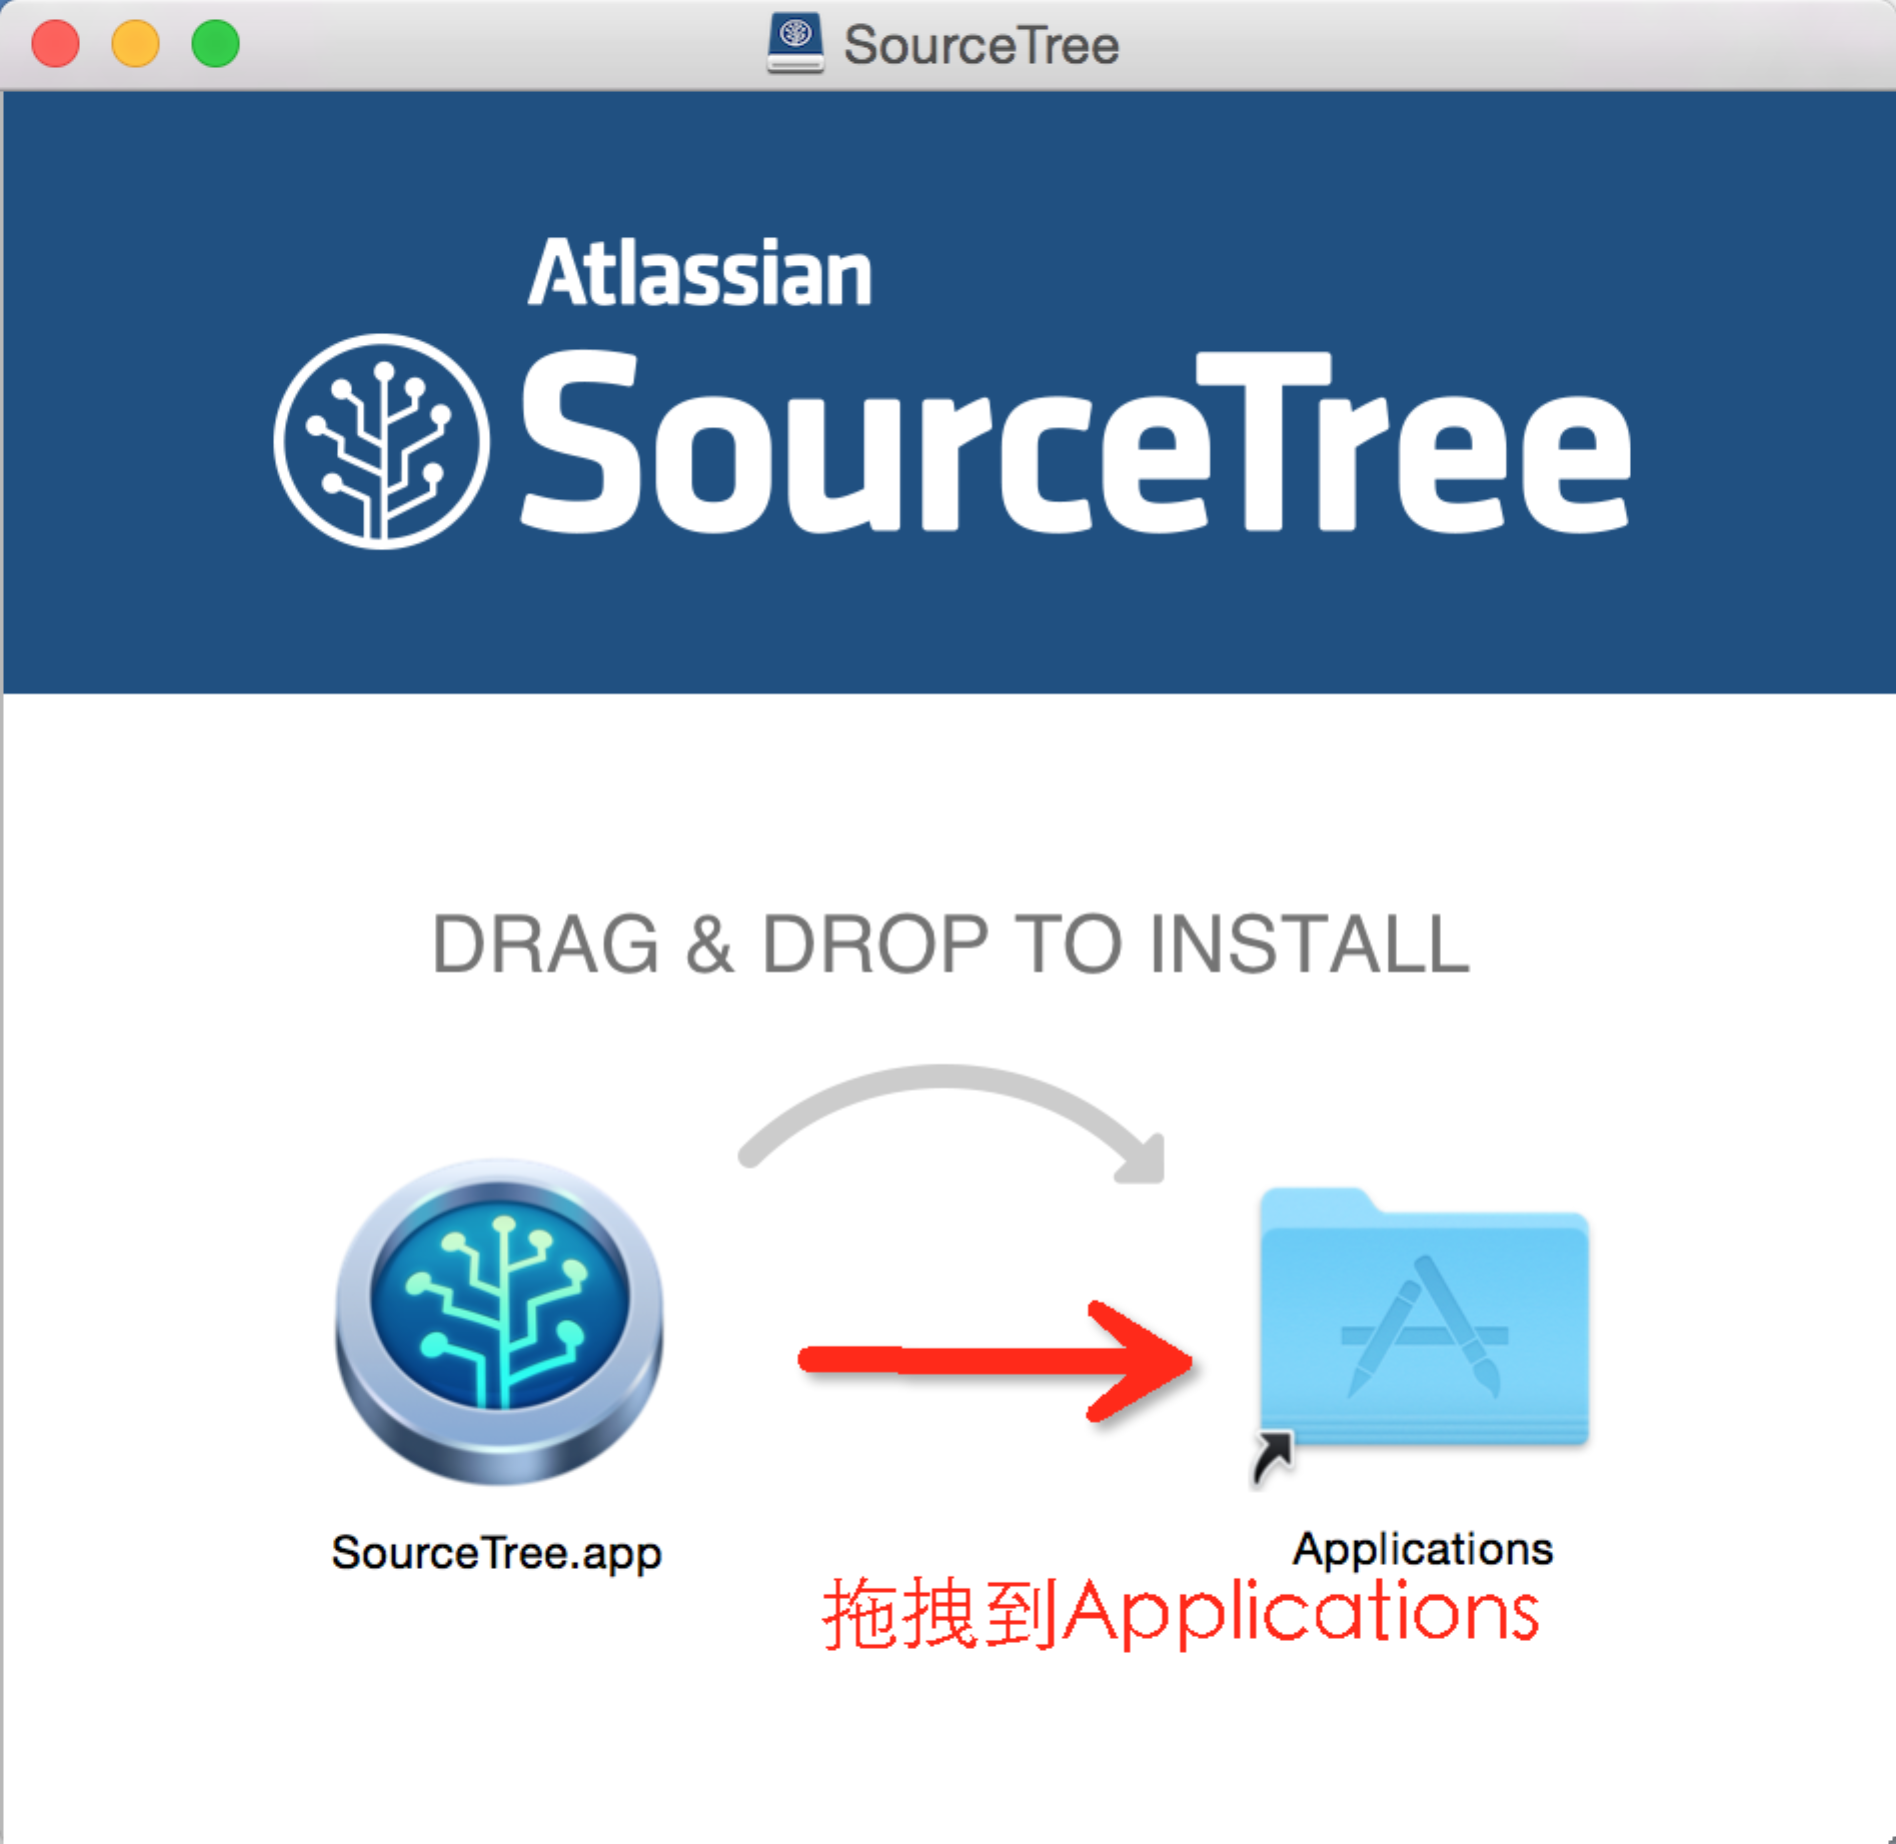 SourceTree
Atlassian
SourceTree
DRAG & DROP TO INSTALL
SourceTree.app
Applications
拖拽到Applications